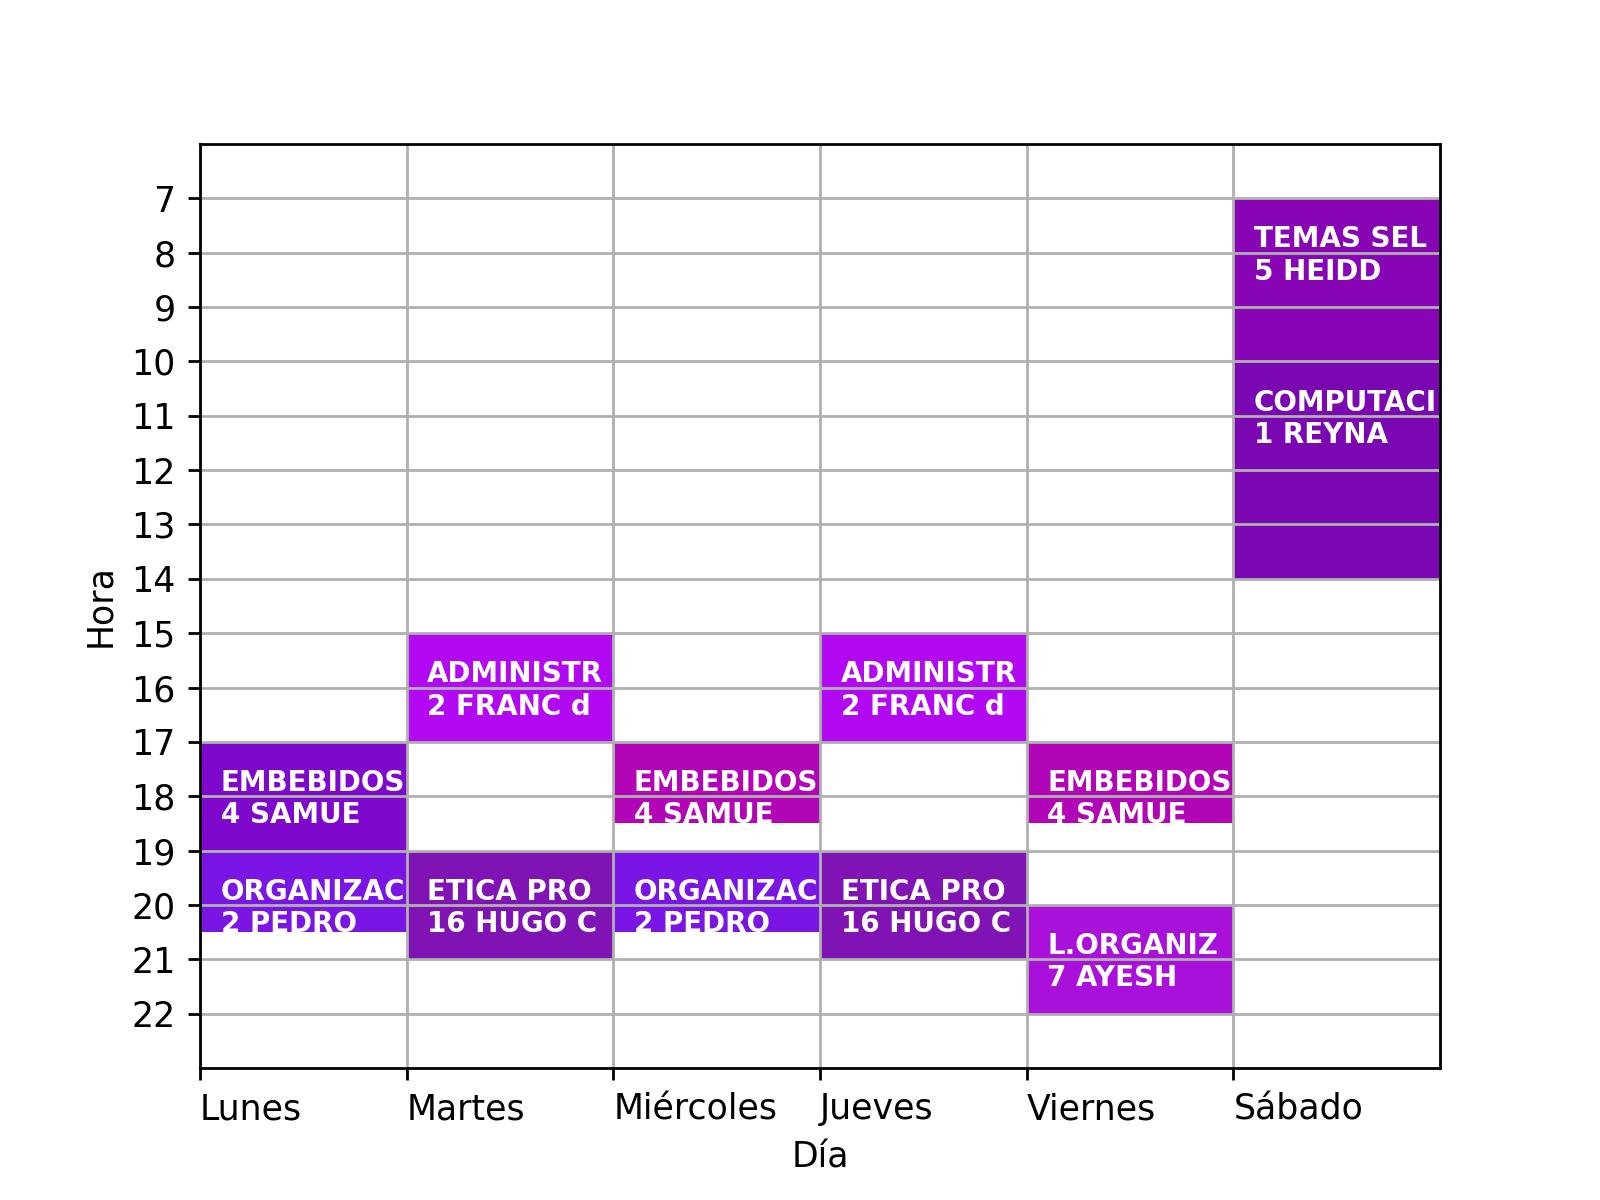 7
TEMAS SEL
8
5 HEIDD
9
10
COMPUTACI
11
1 REYNA
12
13
14
Hora
15
ADMINISTR ADMINISTR
16
2 FRANC d 2 FRANC d
17
EMBEBIDOS EMBEBIDOS EMBEBIDOS
18
4 SAMUE 4 SAMUE 4 SAMUE
19
ORGANIZAC ETICA PRO ORGANIZAC ETICA PRO
20
2 PEDRO 16 HUGO C 2 PEDRO 16 HUGO C
L.ORGANIZ
21
7 AYESH
22
Lunes Martes Miércoles Jueves Viernes Sábado
Día